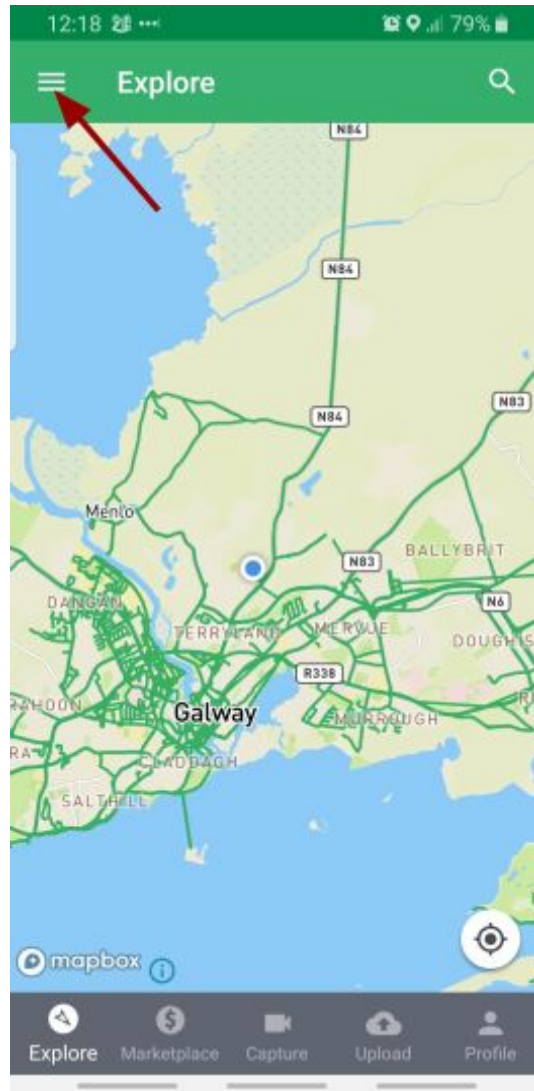 12:18
79%
Explore
N84
N84
N83
N84
Menlo
N83
BALLYBRIT
DANGAN
N6
TERRYLAND
MERVUE
DOUGHIS
R338
RAHOON
Galway
MURROUGH
RA
CLADDAGH
SALTHILL
mapbox
Explore
Marketplace
Capture
Upload
Profile